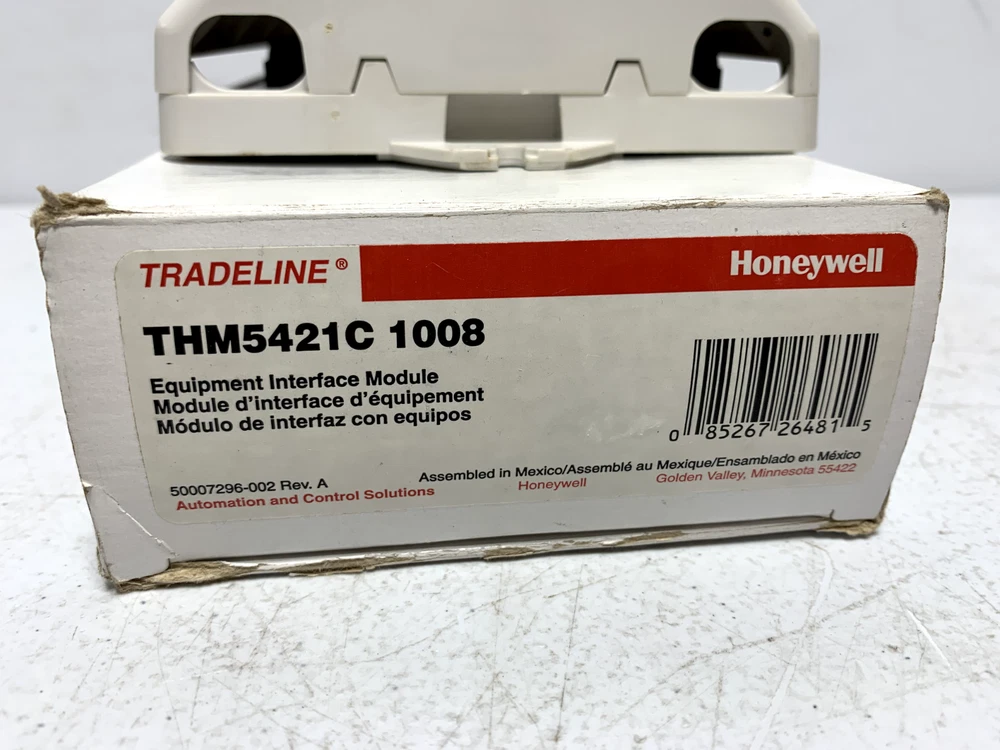 TRADELINE®
Honeywell
THM5421C 1008
Equipment Interface Module
Module d'interface d'équipement
Módulo de interfaz con equipos
0 85267 26481 5
50007296-002 Rev. A
Assembled in Mexico/Assemblé au Mexique/Ensamblado en México
Automation and Control Solutions
Honeywell
Golden Valley, Minnesota 55422